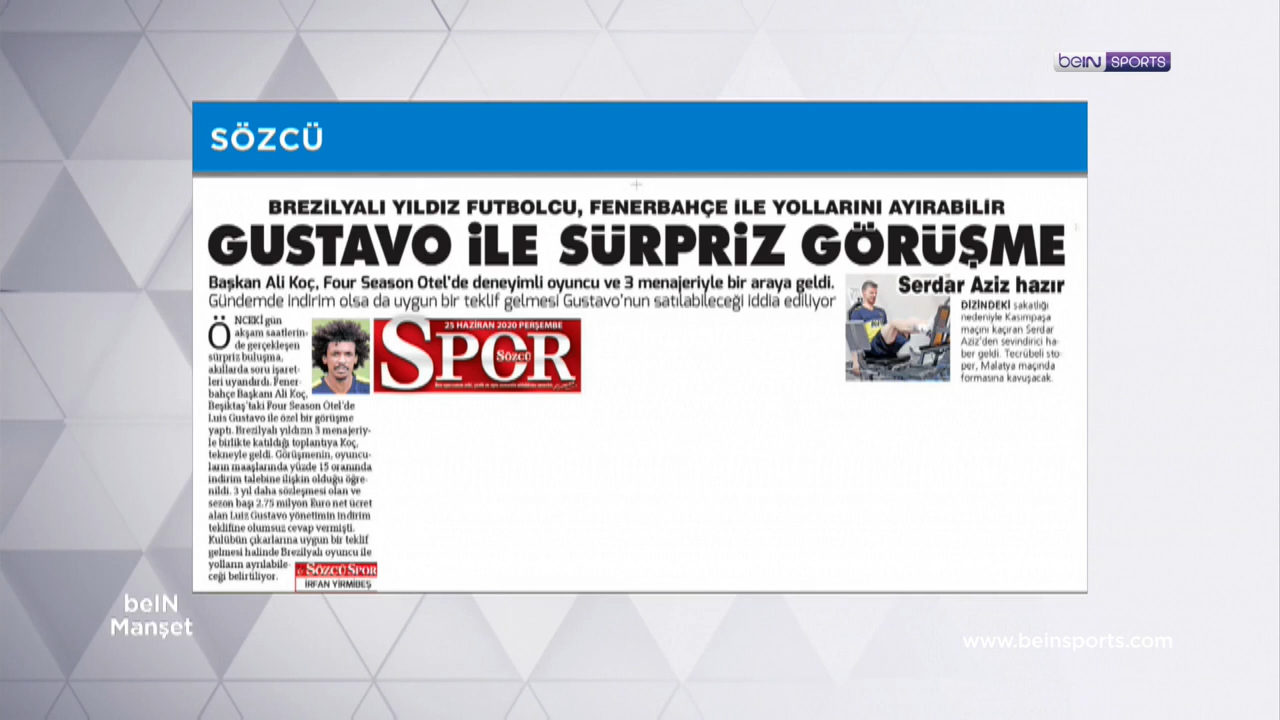 beIN SPORTS
SÖZCÜ
BREZİLYALI YILDIZ FUTBOLCU, FENERBAHÇE İLE YOLLARINI AYIRABİLİR
GUSTAVO iLE SÜRPRiZ GÖRÜŞME
Başkan Ali Koç, Four Season Otel'de deneyimli oyuncu ve 3 menajeriyle bir araya geldi.
Gündemde indirim olsa da uygun bir teklif gelmesi Gustavo'nun satılabileceği iddia ediliyor
ÖNCEKİ gün
akşam saatlerin-
de gerçekleşen
sürpriz buluşma,
akıllarda soru işaret-
leri uyandırdı. Fener-
bahçe Başkanı Ali Koç,
Beşiktaş'taki Four Season Otel'de
Luis Gustavo ile özel bir görüşme
yaptı. Brezilyalı yıldızın 3 menajeriy-
le birlikte katıldığı toplantıya Koç,
tekneyle geldi. Görüşmenin, oyuncu-
ların maaşlarında yüzde 15 oranında
indirim talebine ilişkin olduğu öğre-
nildi. 3 yıl daha sözleşmesi olan ve
sezon başı 2.75 milyon Euro net ücret
alan Luiz Gustavo yönetimin indirim
teklifine olumsuz cevap vermişti.
Kulübün çıkarlarına uygun bir teklif
gelmesi halinde Brezilyalı oyuncu ile
yolların ayrılabile-
ceği belirtiliyor.
SÖZCÜ SPOR
İRFAN YİRMİBEŞ
25 HAZİRAN 2020 PERŞEMBE
SPOR
Sözcü
Serdar Aziz hazır
DİZİNDEKİ sakatlığı
nedeniyle Kasımpaşa
maçını kaçıran Serdar
Aziz'den sevindirici ha-
ber geldi. Tecrübeli sto-
per, Malatya maçında
formasına kavuşacak.
beIN
Manşet
www.beinsports.com